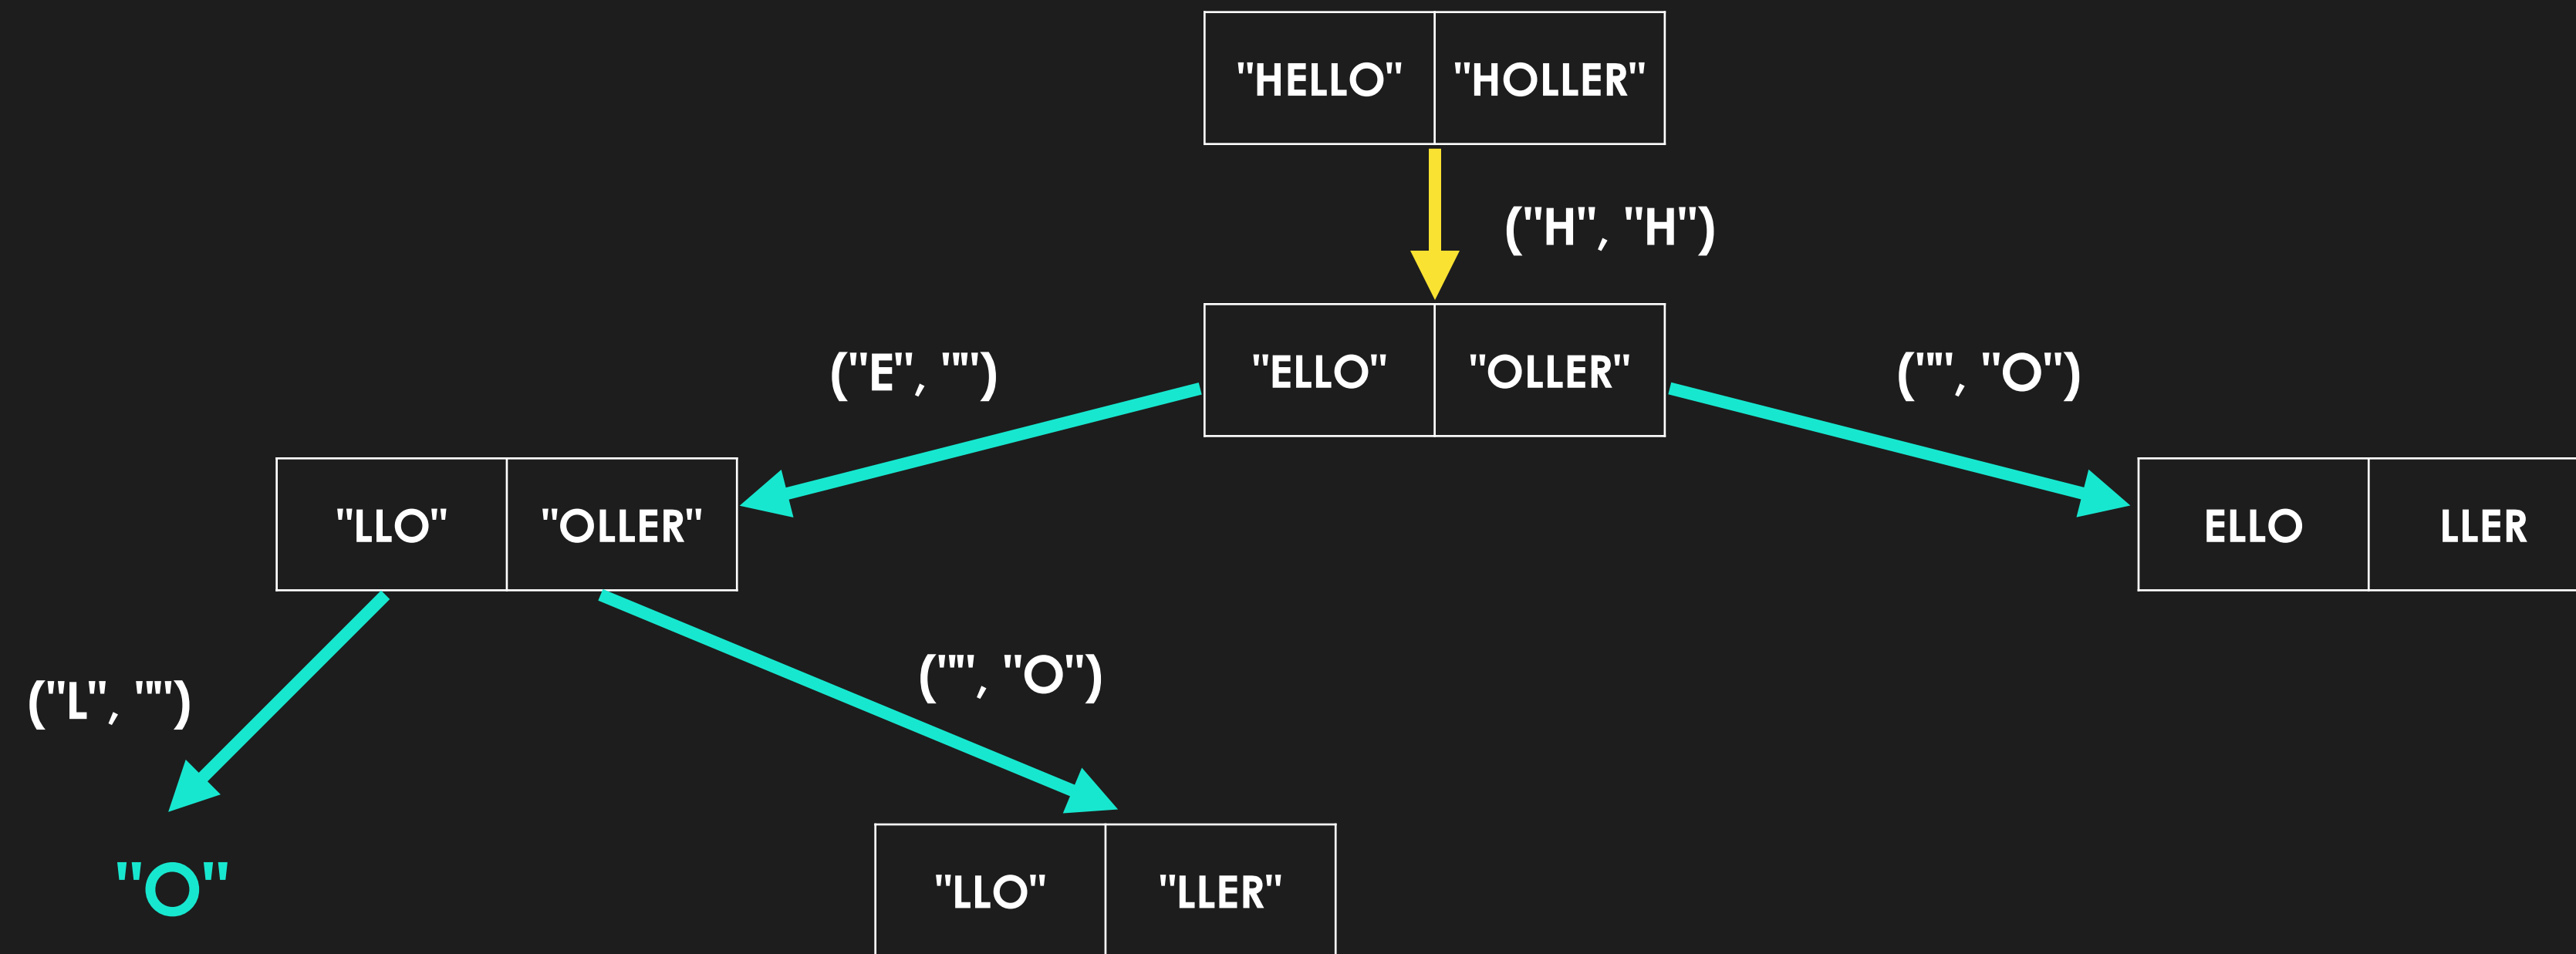 "HELLO" "HOLLER"
("H", "H")
("E", "")
"ELLO" "OLLER"
("", "O")
"LLO" "OLLER"
ELLO LLER
("L", "")
("", "O")
"O"
"LLO" "LLER"